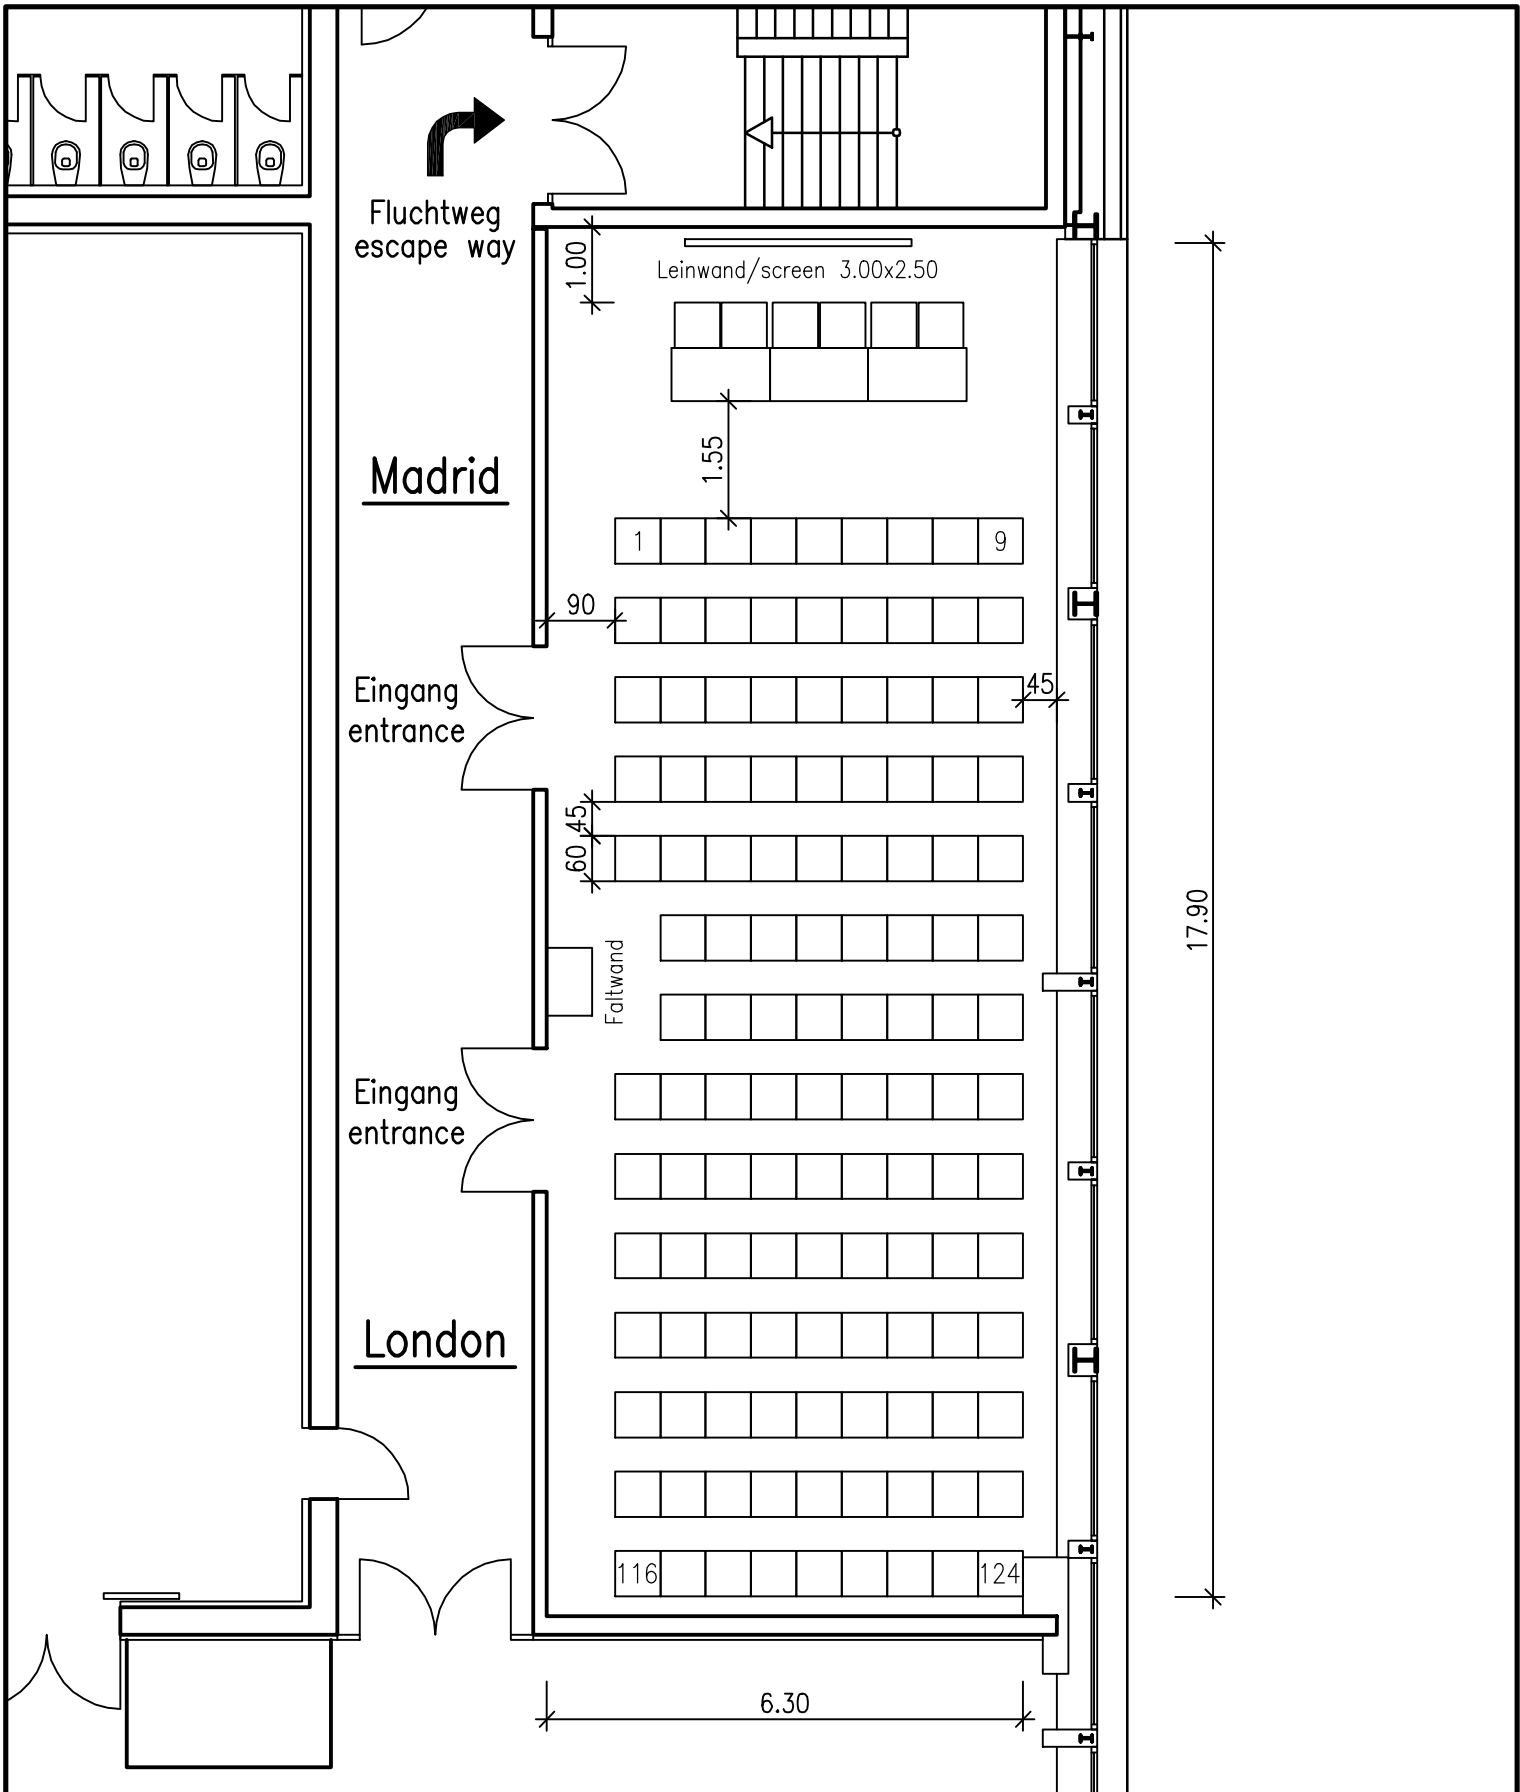 Fluchtweg
escape way
1.00
Leinwand/screen 3.00x2.50
1.55
Madrid
1
9
90
Eingang
entrance
45
45
60
17.90
Faltwand
Eingang
entrance
London
116
124
6.30